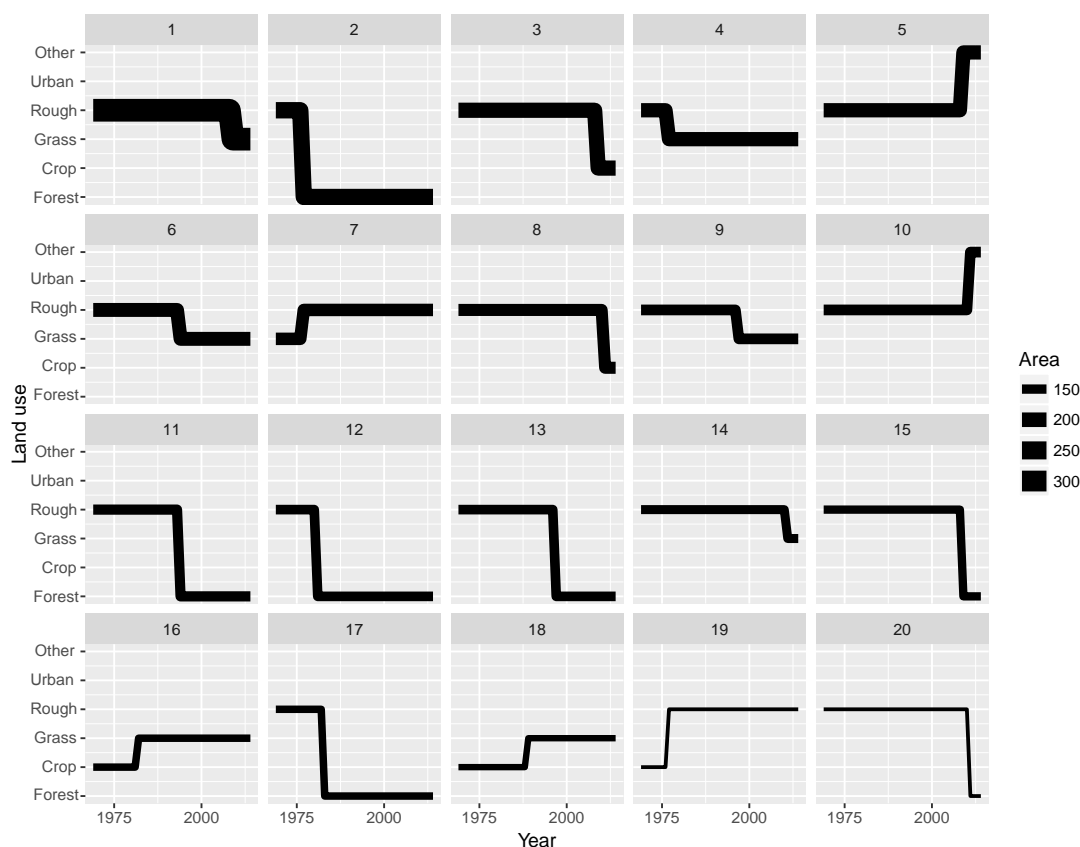 1 2 3 4 5
Other
Urban
Rough
Grass
Crop
Forest
6 7 8 9 10
Other
Urban
Rough
Grass
Crop
Forest
11 12 13 14 15
Other
Urban
Rough
Grass
Crop
Forest
16 17 18 19 20
Other
Urban
Rough
Grass
Crop
Forest
1975 2000 1975 2000 1975 2000 1975 2000 1975 2000
Year
Land use
Area
150
200
250
300